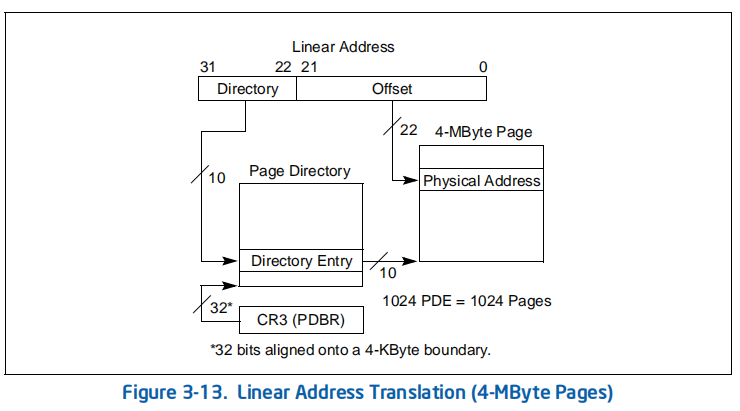 Linear Address
31 22 21 0
Directory Offset
22 4-MByte Page
10 Page Directory
Physical Address
Directory Entry
10
1024 PDE = 1024 Pages
32*
CR3 (PDBR)
*32 bits aligned onto a 4-KByte boundary.
Figure 3-13. Linear Address Translation (4-MByte Pages)